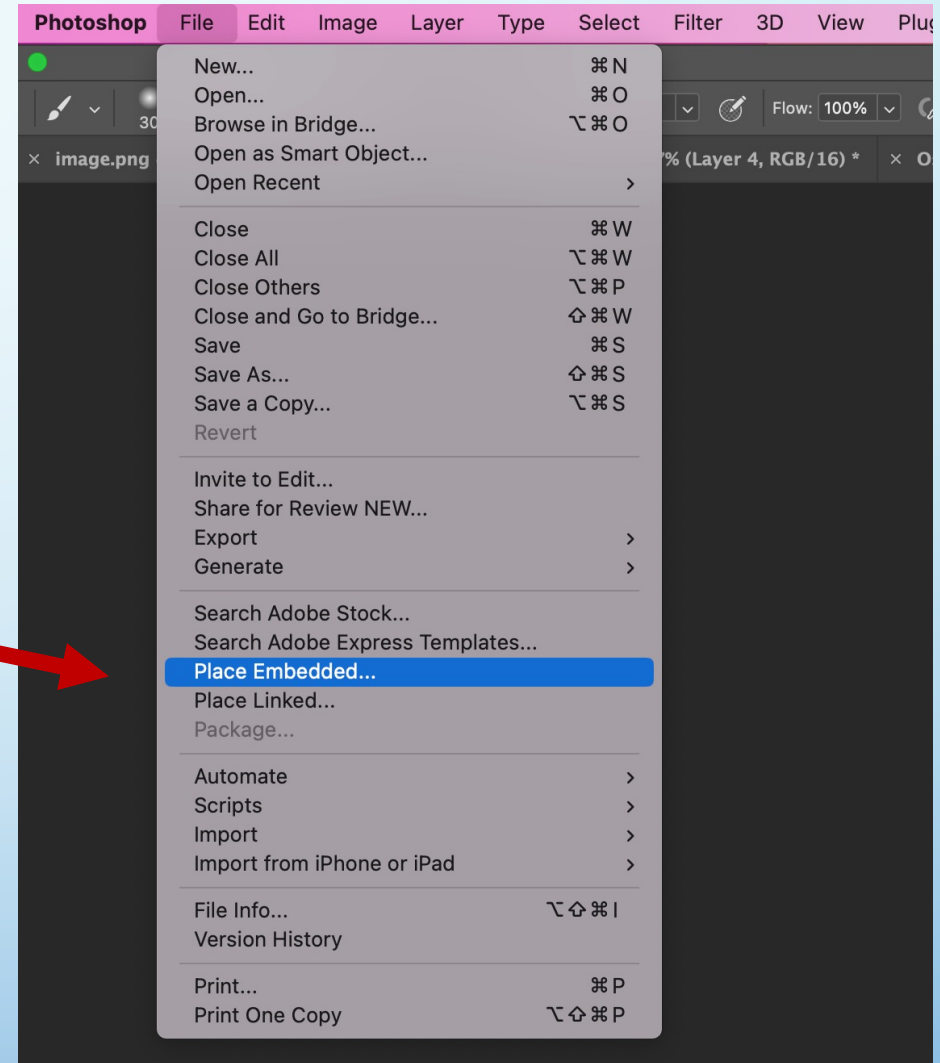 Photoshop File Edit Image Layer Type Select Filter 3D View
30 Flow: 100%
× image.png % (Layer 4, RGB/16) * ×
New... ⌘ N
Open... ⌘ O
Browse in Bridge... ⌥ ⌘ O
Open as Smart Object...
Open Recent >
Close ⌘ W
Close All ⌥ ⌘ W
Close Others ⌥ ⌘ P
Close and Go to Bridge... ⇧ ⌘ W
Save ⌘ S
Save As... ⇧ ⌘ S
Save a Copy... ⌥ ⌘ S
Revert
Invite to Edit...
Share for Review NEW...
Export >
Generate >
Search Adobe Stock...
Search Adobe Express Templates...
Place Embedded...
Place Linked...
Package...
Automate >
Scripts >
Import >
Import from iPhone or iPad >
File Info... ⌥ ⇧ ⌘ I
Version History
Print... ⌘ P
Print One Copy ⌥ ⇧ ⌘ P